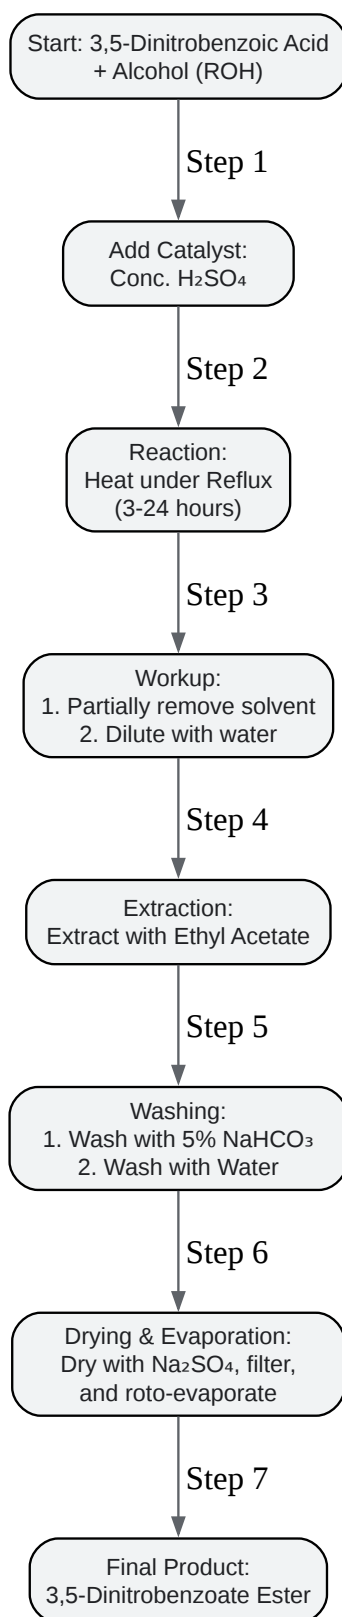 Start: 3,5-Dinitrobenzoic Acid
+ Alcohol (ROH)
Step 1
Add Catalyst:
Conc. H₂SO₄
Step 2
Reaction:
Heat under Reflux
(3-24 hours)
Step 3
Workup:
1. Partially remove solvent
2. Dilute with water
Step 4
Extraction:
Extract with Ethyl Acetate
Step 5
Washing:
1. Wash with 5% NaHCO₃
2. Wash with Water
Step 6
Drying & Evaporation:
Dry with Na₂SO₄, filter,
and roto-evaporate
Step 7
Final Product:
3,5-Dinitrobenzoate Ester